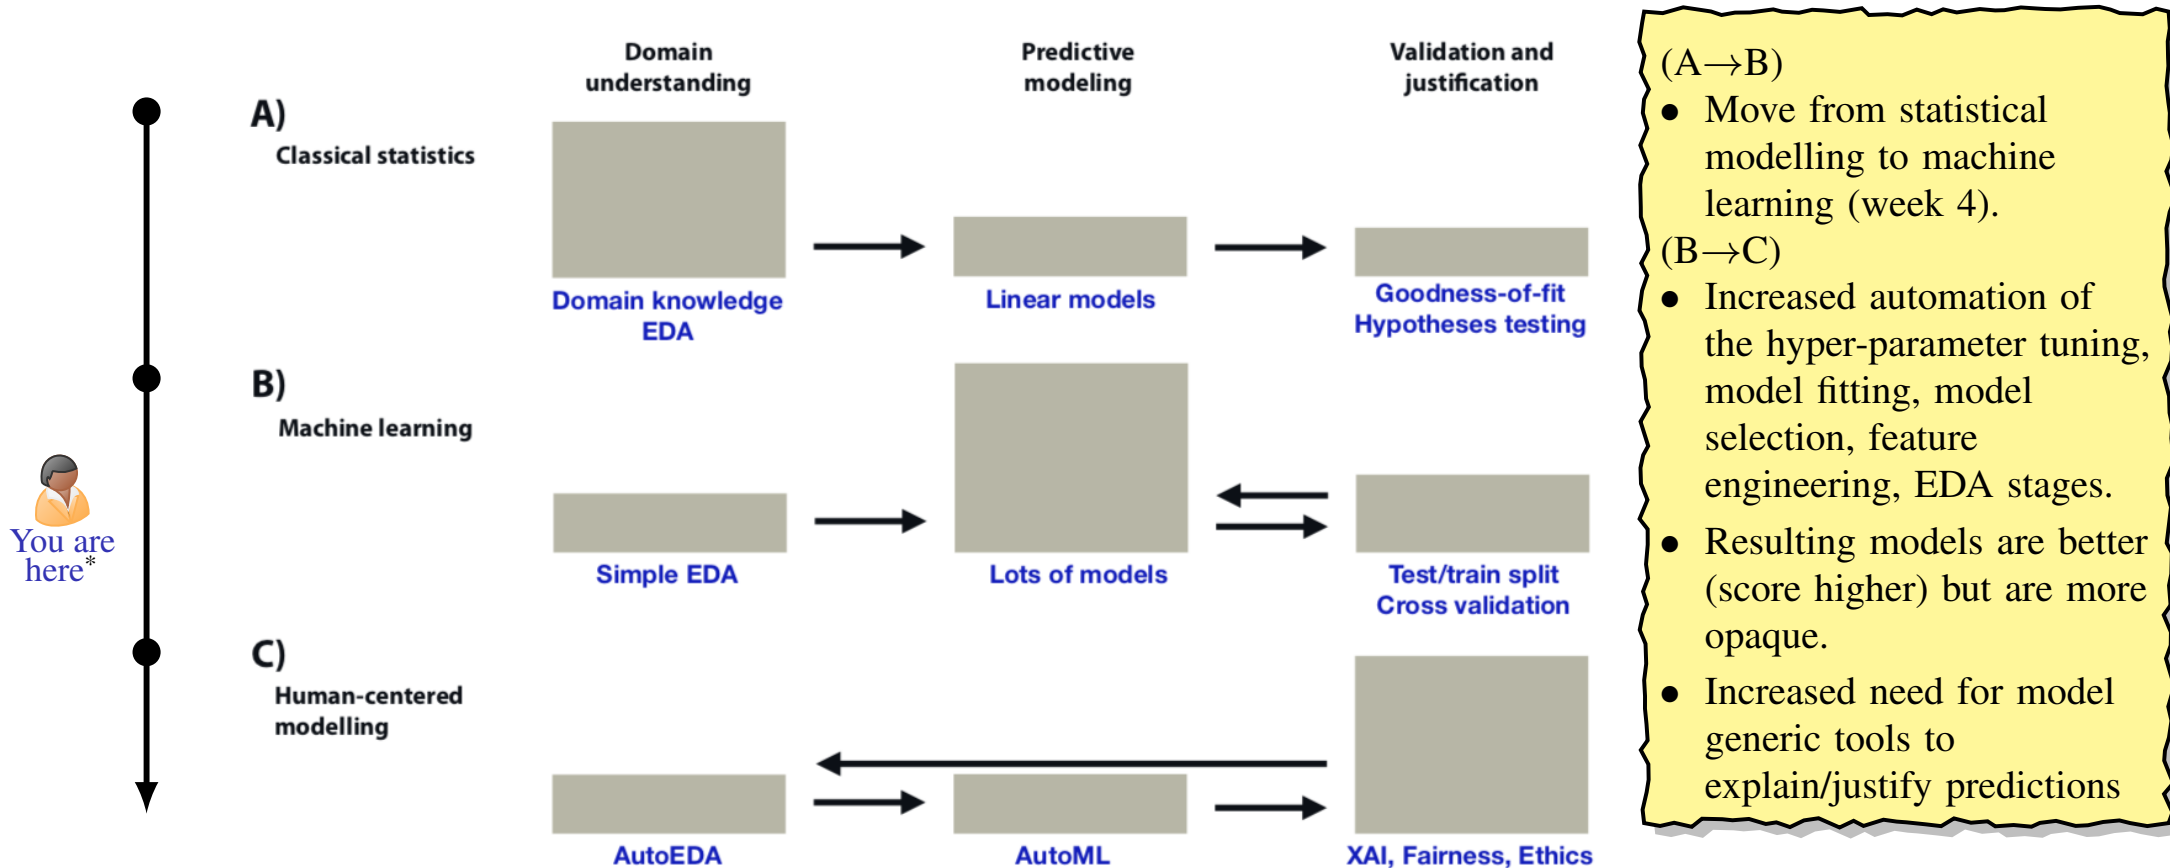 Domain
understanding
Predictive
modeling
Validation and
justification
A)
Classical statistics
Domain knowledge
EDA
Linear models
Goodness-of-fit
Hypotheses testing
B)
Machine learning
You are
here*
Simple EDA
Lots of models
Test/train split
Cross validation
C)
Human-centered
modelling
AutoEDA
AutoML
XAI, Fairness, Ethics
(A→B)
• Move from statistical
modelling to machine
learning (week 4).
(B→C)
• Increased automation of
the hyper-parameter tuning,
model fitting, model
selection, feature
engineering, EDA stages.
• Resulting models are better
(score higher) but are more
opaque.
• Increased need for model
generic tools to
explain/justify predictions